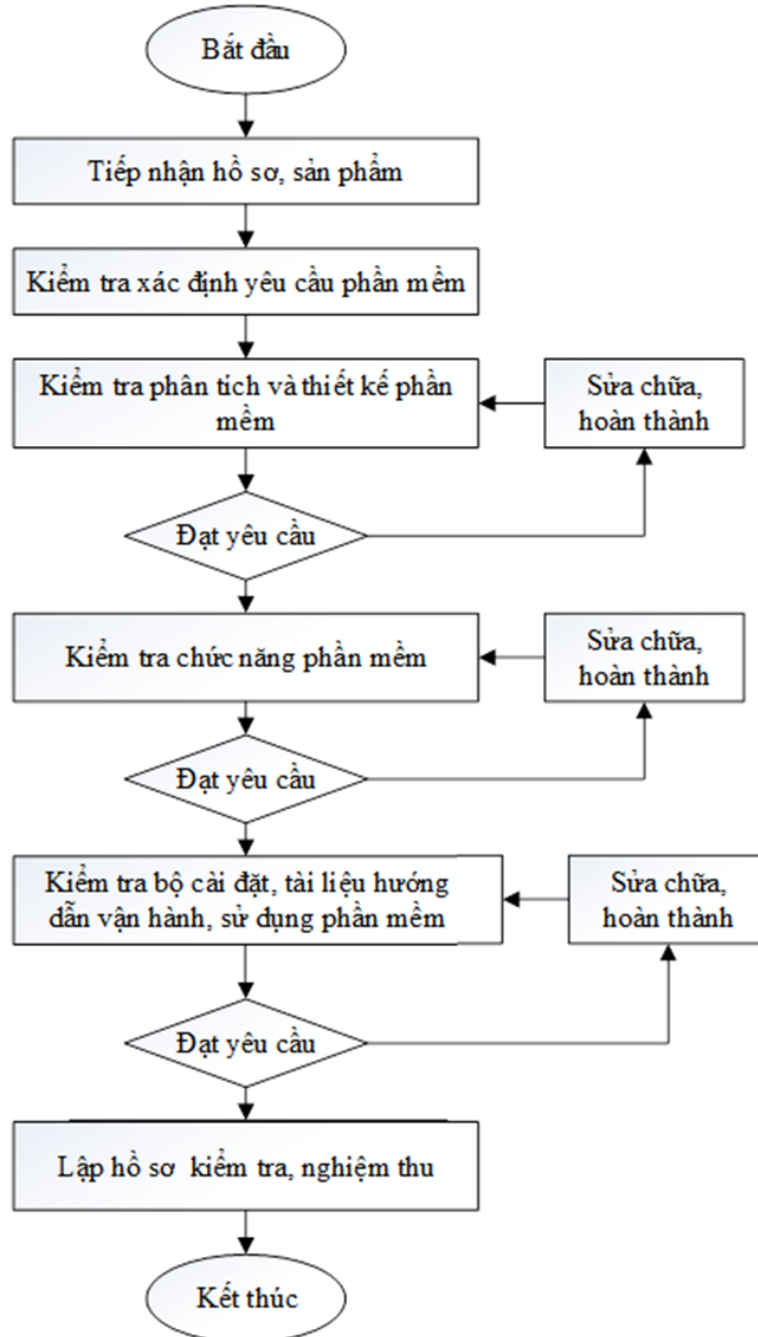 Bắt đầu
Tiếp nhận hồ sơ, sản phẩm
Kiểm tra xác định yêu cầu phần mềm
Kiểm tra phân tích và thiết kế phần
mềm
Sửa chữa,
hoàn thành
Đạt yêu cầu
Kiểm tra chức năng phần mềm
Sửa chữa,
hoàn thành
Đạt yêu cầu
Kiểm tra bộ cài đặt, tài liệu hướng
dẫn vận hành, sử dụng phần mềm
Sửa chữa,
hoàn thành
Đạt yêu cầu
Lập hồ sơ kiểm tra, nghiệm thu
Kết thúc